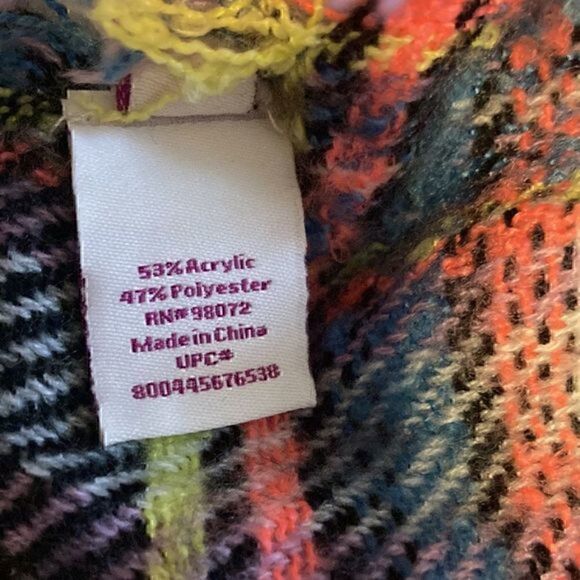 53% Acrylic
47% Polyester
RN# 98072
Made in China
UPC#
800445676538